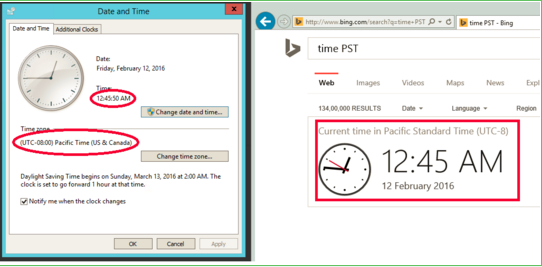 Date and Time
x
Date and Time
Additional Clocks
Date:
Friday, February 12, 2016
Time:
12:45:50 AM
Change date and time...
Time zone
(UTC-08:00) Pacific Time (US & Canada)
Change time zone...
Daylight Saving Time begins on Sunday, March 13, 2016 at 2:00 AM. The
clock is set to go forward 1 hour at that time.
Notify me when the clock changes
OK
Cancel
Apply
http://www.bing.com/search?q=time+PST
time PST - Bing
time PST
Web
Images
Videos
Maps
News
Expl
134,00,000 RESULTS
Date
Language
Region
Current time in Pacific Standard Time (UTC-8)
12:45 AM
12 February 2016